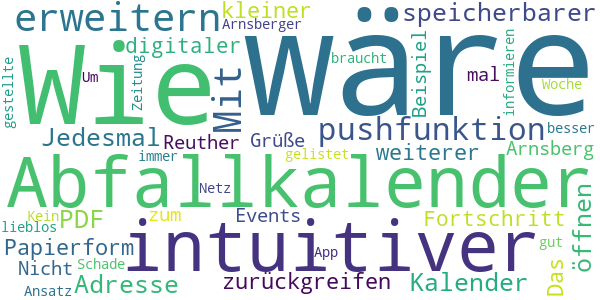 erweitern
kleiner
Arnsberger
speicherbarer
wäre
Wie
digitaler
gestellte
Um
Zeitung
Mit
braucht
Beispiel
mal
informieren
Woche
Jedesmal
Reuther
Grüße
pushfunktion
besser
immer
gelistet
weiterer
Arnsberg
Abfallkalender
Netz
öffnen
lieblos
Kein
PDF
zum
Events
Fortschritt
Papierform
intuitiver
App
gut
Nicht
Schade
Das
Ansatz
Adresse
zurückgreifen
Kalender